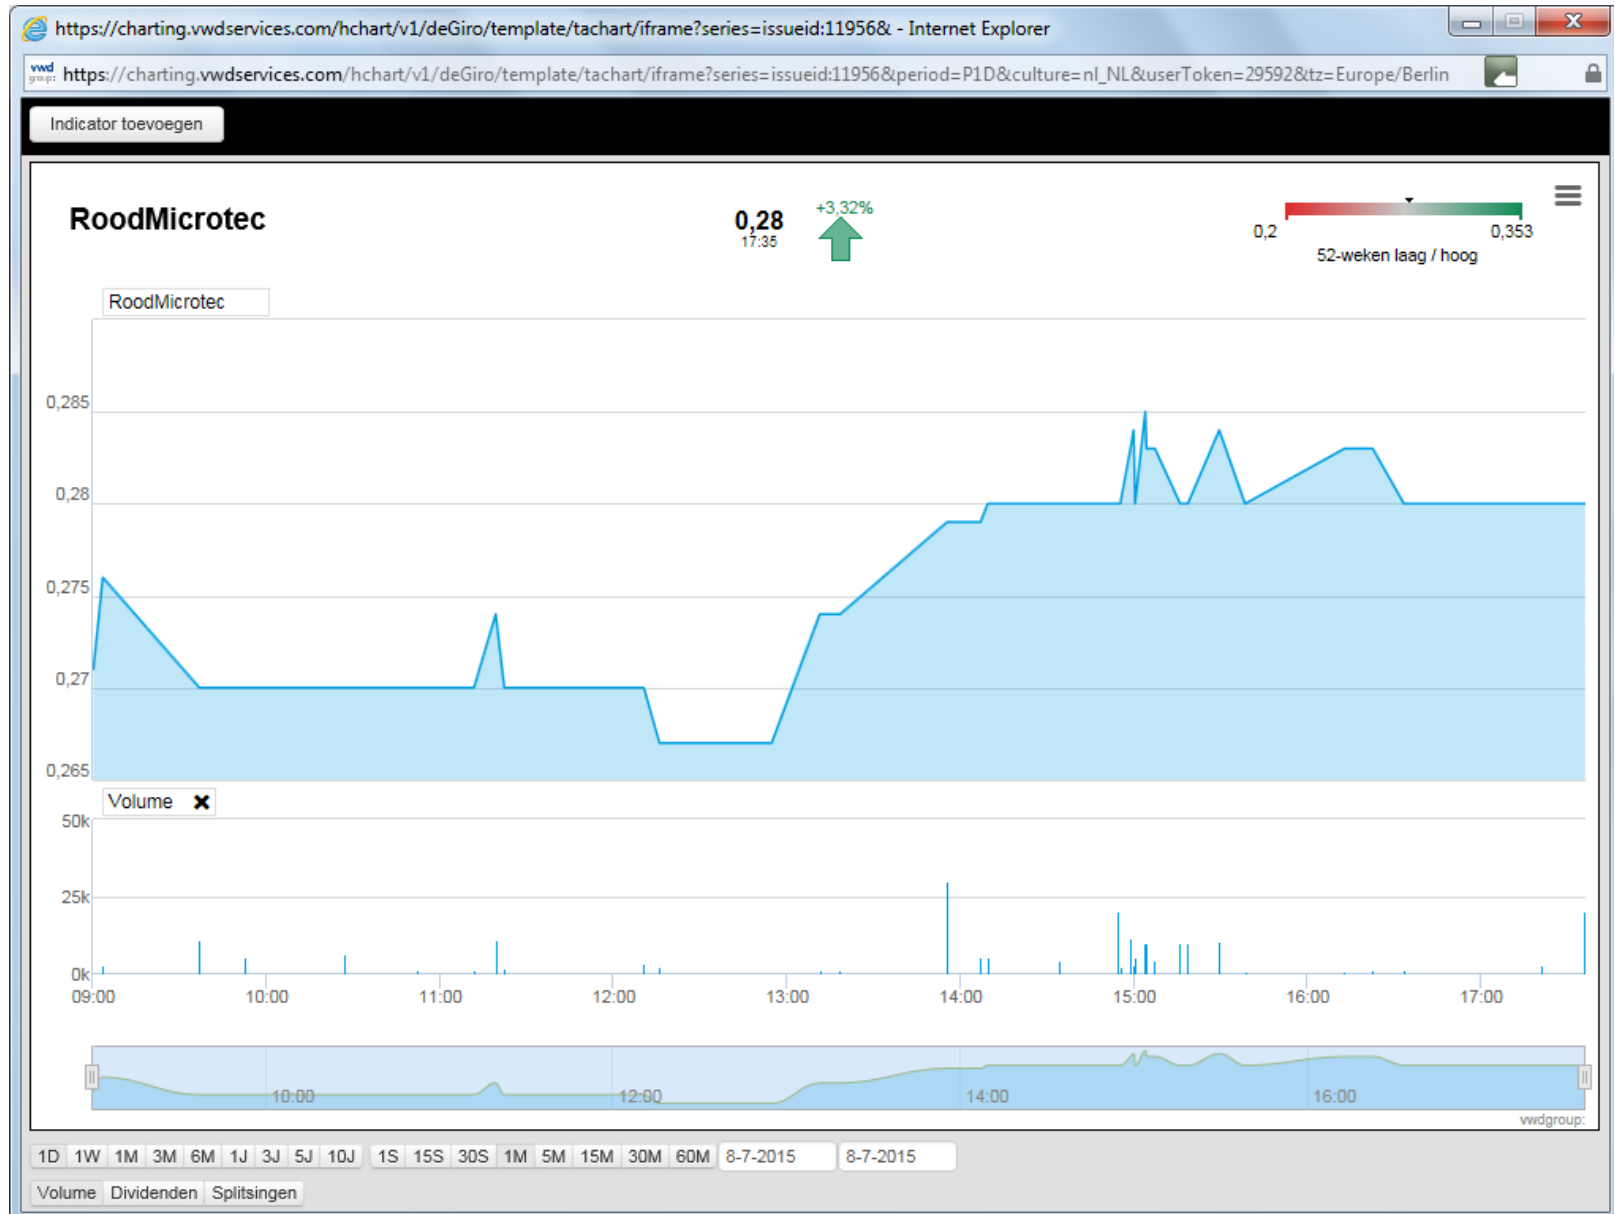 https://charting.vwdservices.com/hchart/v1/deGiro/template/tachart/iframe?series=issueid:11956& - Internet Explorer
vwd group: https://charting.vwdservices.com/hchart/v1/deGiro/template/tachart/iframe?series=issueid:11956&period=P1D&culture=nl_NL&userToken=29592&tz=Europe/Berlin
Indicator toevoegen
RoodMicrotec
0,28
17:35
+3,32%
0,2
0,353
52-weken laag / hoog
RoodMicrotec
0,285
0,28
0,275
0,27
0,265
Volume
50k
25k
0k
09:00 10:00 11:00 12:00 13:00 14:00 15:00 16:00 17:00
10:00 12:00 14:00 16:00
vwdgroup:
1D 1W 1M 3M 6M 1J 3J 5J 10J 1S 15S 30S 1M 5M 15M 30M 60M 8-7-2015 8-7-2015
Volume Dividenden Splitsingen